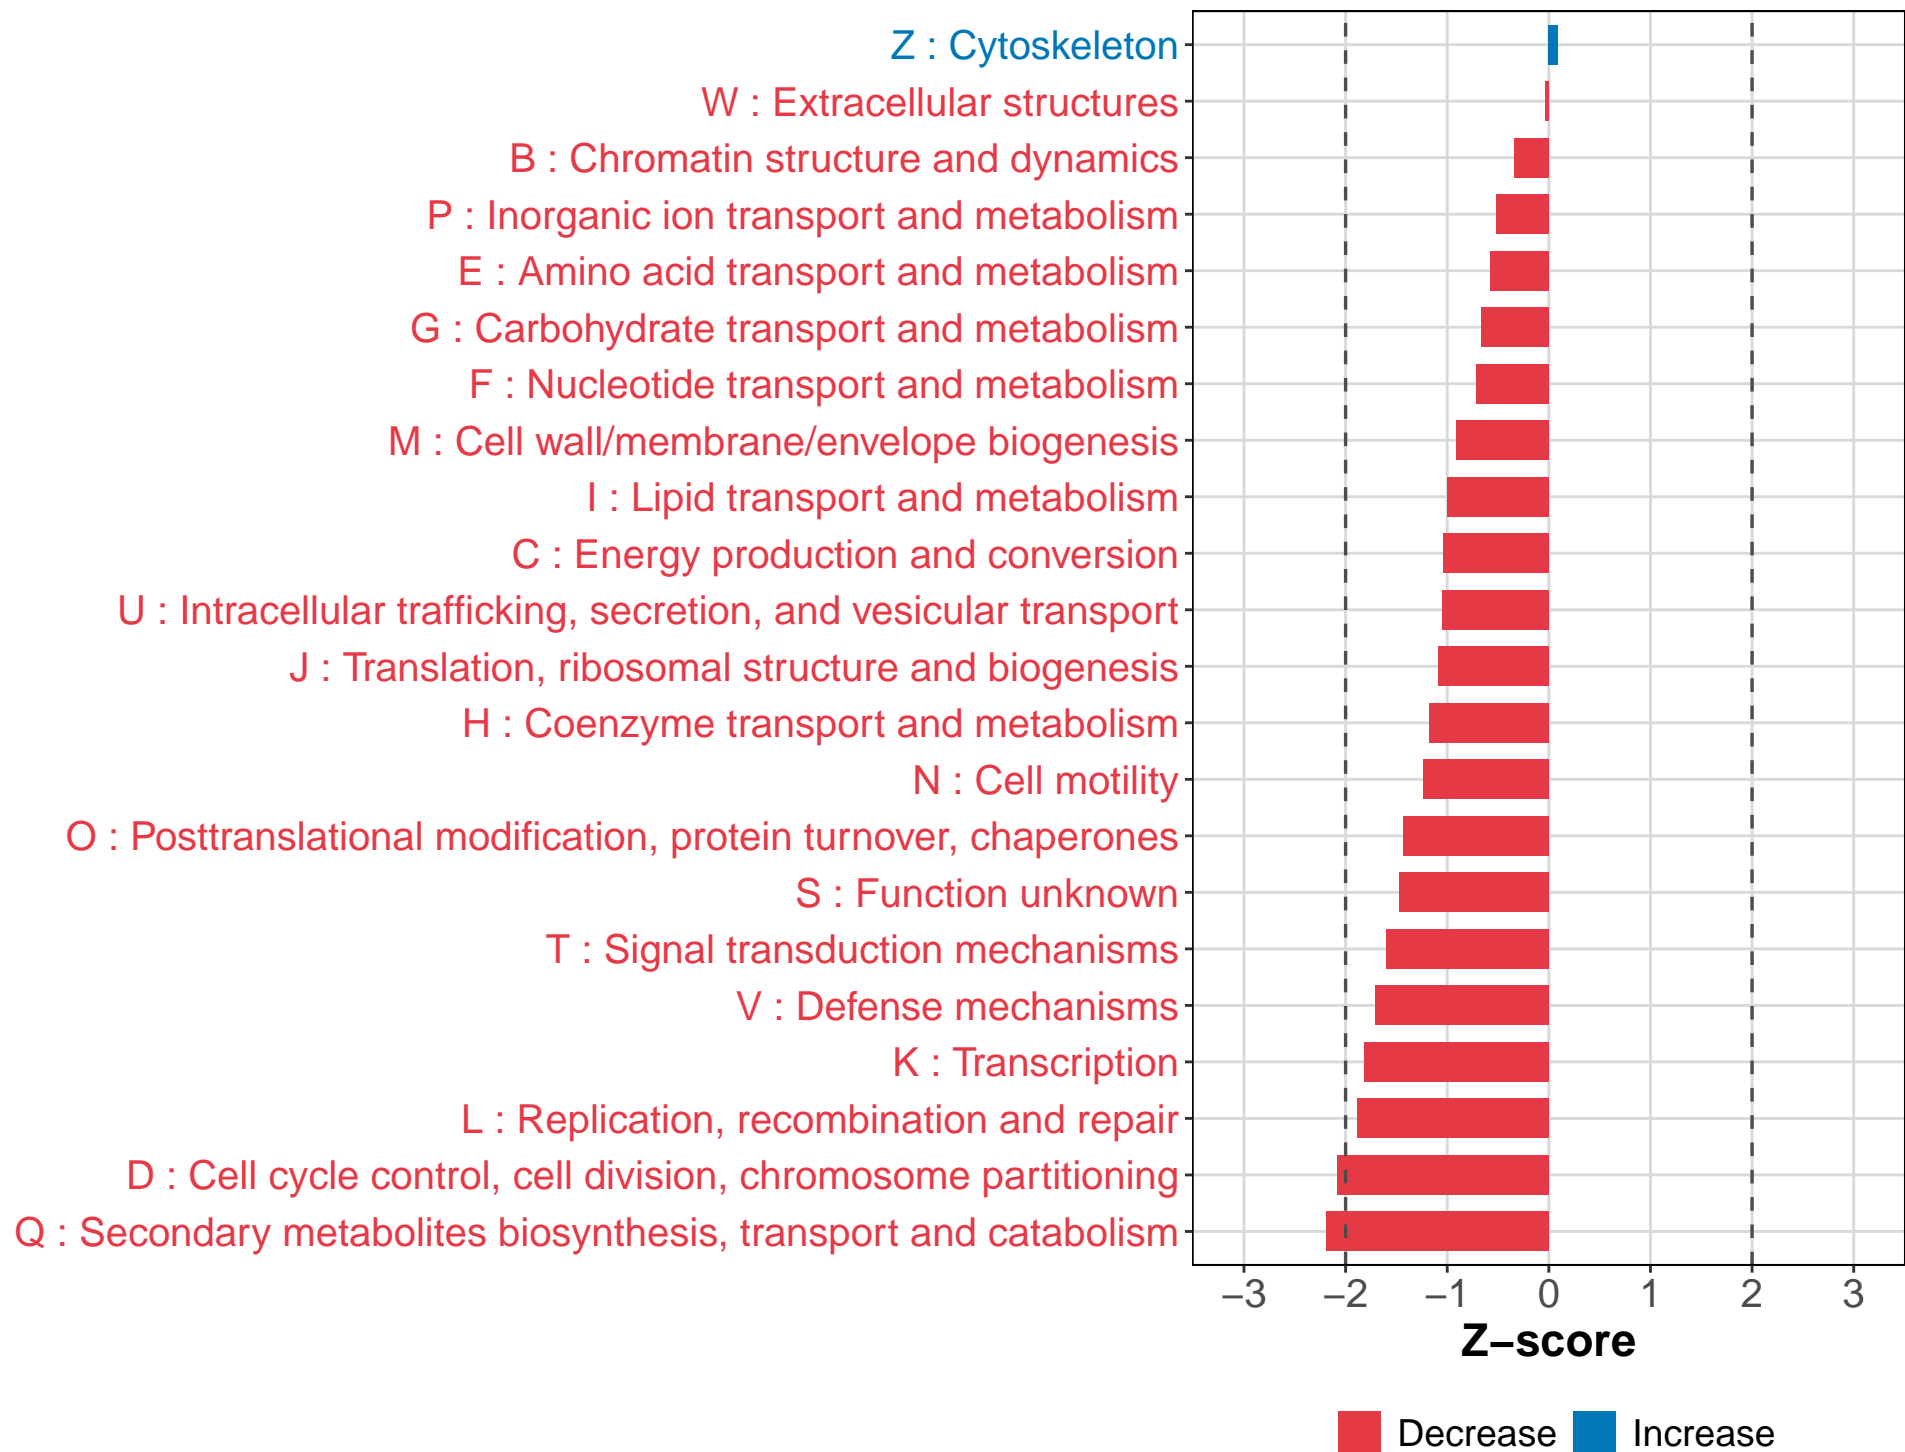 Z : Cytoskeleton
W : Extracellular structures
B : Chromatin structure and dynamics
P : Inorganic ion transport and metabolism
E : Amino acid transport and metabolism
G : Carbohydrate transport and metabolism
F : Nucleotide transport and metabolism
M : Cell wall/membrane/envelope biogenesis
I : Lipid transport and metabolism
C : Energy production and conversion
U : Intracellular trafficking, secretion, and vesicular transport
J : Translation, ribosomal structure and biogenesis
H : Coenzyme transport and metabolism
N : Cell motility
O : Posttranslational modification, protein turnover, chaperones
S : Function unknown
T : Signal transduction mechanisms
V : Defense mechanisms
K : Transcription
L : Replication, recombination and repair
D : Cell cycle control, cell division, chromosome partitioning
Q : Secondary metabolites biosynthesis, transport and catabolism
−3 −2 −1 0 1 2 3
Z−score
Decrease Increase